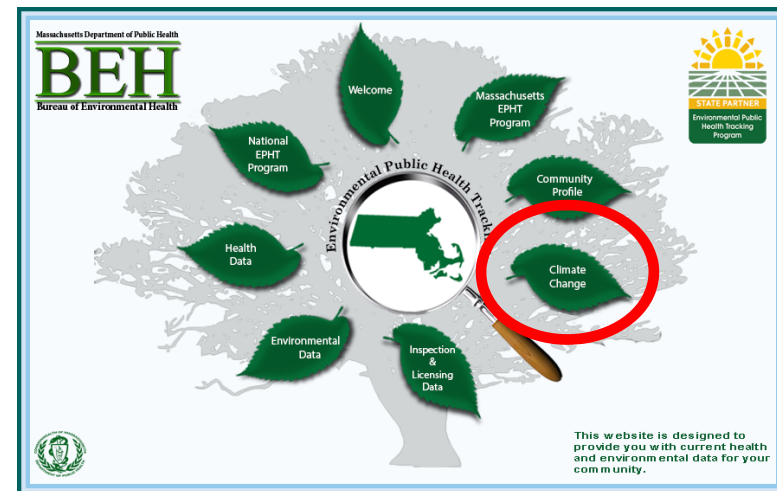 Massachusetts Department of Public Health
BEH
Bureau of Environmental Health
STATE PARTNER
Environmental Public
Health Tracking
Program
Welcome
Massachusetts
EPHT
Program
National
EPHT
Program
Community
Profile
Environmental Public Health Tracki
Health
Data
Climate
Change
Environmental
Data
Inspection
&
Licensing
Data
This website is designed to
provide you with current health
and environmental data for your
community.